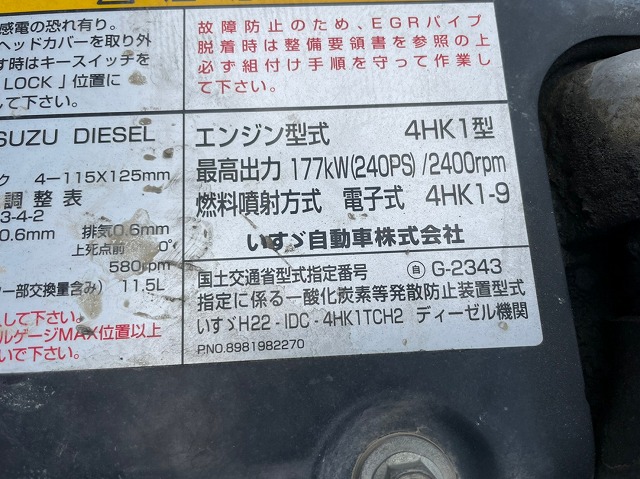 感電の恐れ有り。
ヘッドカバーを取り外
す時はキースイッチを
LOCK」位置に
して下さい。
故障防止のため、EGRパイプ
脱着時は整備要領書を参照の上
必ず組付け手順を守って作業し
て下さい。
SUZU DIESEL
ク 4-115X125mm
調整表
3-4-2
0.6mm 排気0.6mm
上死点前 0°
580rpm
ー部交換量含み) 11.5L
して下さい。
ルゲージMAX位置以上
いで下さい。
エンジン型式 4HK1型
最高出力 177kW(240PS)/2400rpm
燃料噴射方式 電子式 4HK1-9
いすゞ自動車株式会社
国土交通省型式指定番号 自 G-2343
指定に係る一酸化炭素等発散防止装置型式
いすゞH22-IDC-4HK1TCH2 ディーゼル機関
P.NO.8981982270